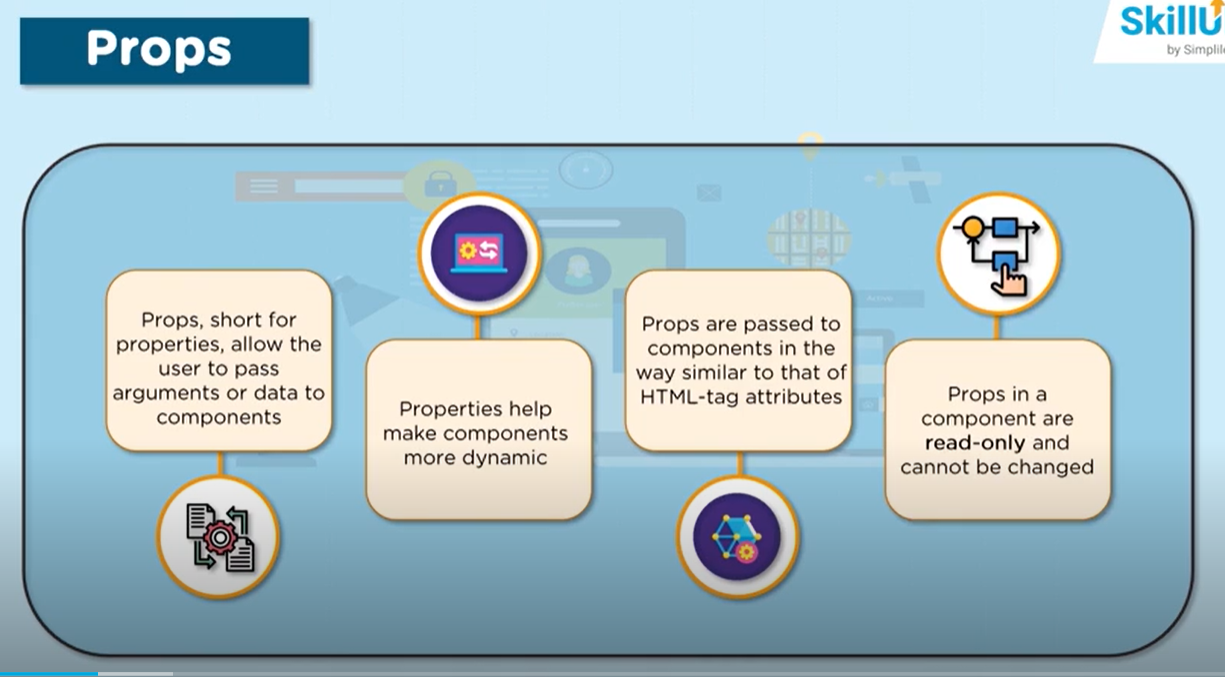 Props
SkillU
by Simplile
Props, short for
properties, allow the
user to pass
arguments or data to
components
Properties help
make components
more dynamic
Props are passed to
components in the
way similar to that of
HTML-tag attributes
Props in a
component are
read-only and
cannot be changed